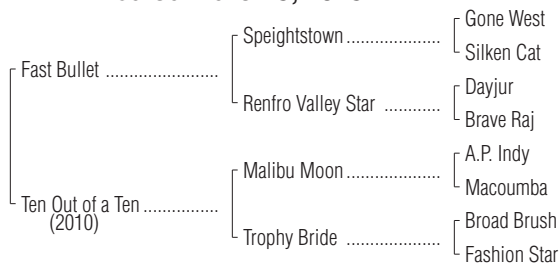 Gone West
Speightstown ....................
Silken Cat
Fast Bullet ........................
Dayjur
Renfro Valley Star ............
Brave Raj
A.P. Indy
Malibu Moon .....................
Macoumba
Ten Out of a Ten ................
(2010)
Broad Brush
Trophy Bride ....................
Fashion Star